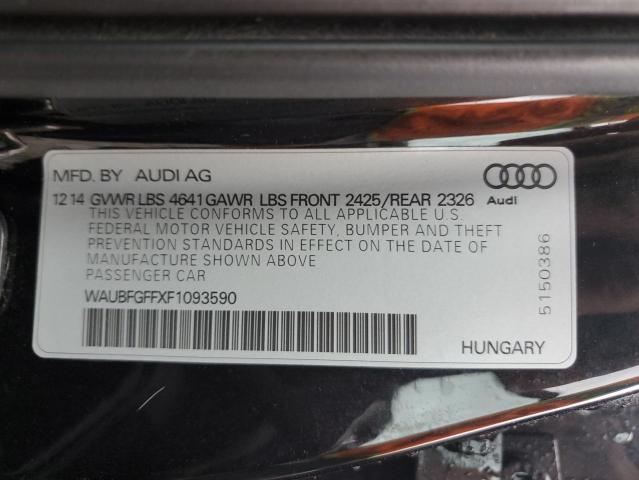 MFD. BY AUDI AG
12 14 GVWR LBS 4641 GAWR LBS FRONT 2425/REAR 2326
Audi
THIS VEHICLE CONFORMS TO ALL APPLICABLE U.S.
FEDERAL MOTOR VEHICLE SAFETY, BUMPER AND THEFT
PREVENTION STANDARDS IN EFFECT ON THE DATE OF
MANUFACTURE SHOWN ABOVE
PASSENGER CAR
WAUBFGFFXF1093590
HUNGARY
5150386